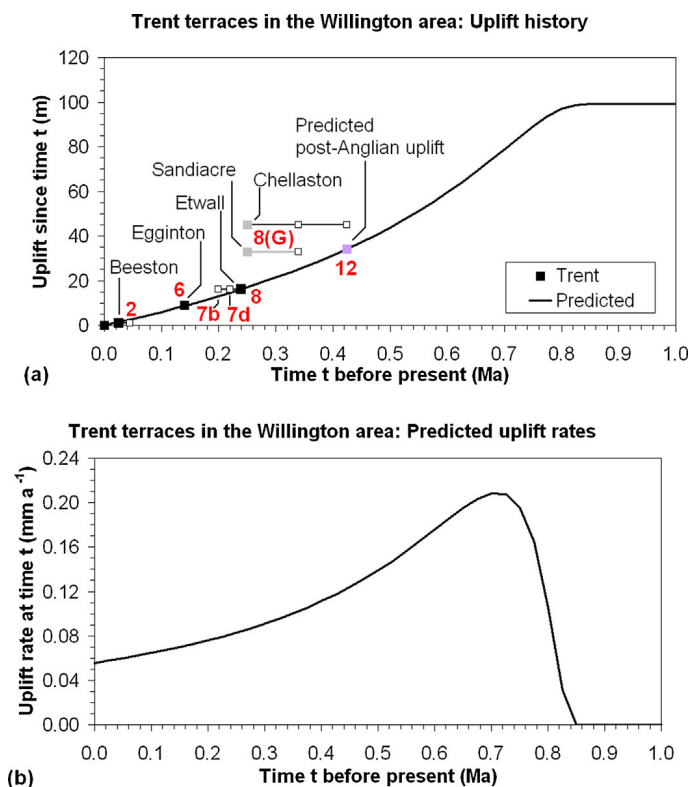 Trent terraces in the Willington area: Uplift history
120
100
80
60
40
20
0
Uplift since time t (m)
Predicted
post-Anglian uplift
Sandiacre
Chellaston
Etwall
Egginton
Beeston
8(G)
12
6
8
2
7b 7d
Trent
Predicted
0.0 0.1 0.2 0.3 0.4 0.5 0.6 0.7 0.8 0.9 1.0
(a)
Time t before present (Ma)
Trent terraces in the Willington area: Predicted uplift rates
0.24
0.20
0.16
0.12
0.08
0.04
0.00
Uplift rate at time t (mm a⁻¹)
0.0 0.1 0.2 0.3 0.4 0.5 0.6 0.7 0.8 0.9 1.0
(b)
Time t before present (Ma)